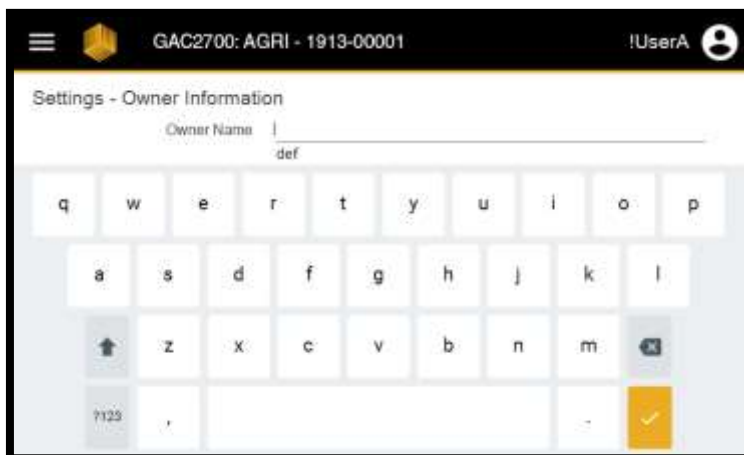 GAC2700: AGRI - 1913-00001 !UserA
Settings - Owner Information
Owner Name
def
q w e r t y u i o p
a s d f g h j k l
z x c v b n m
?123 , .